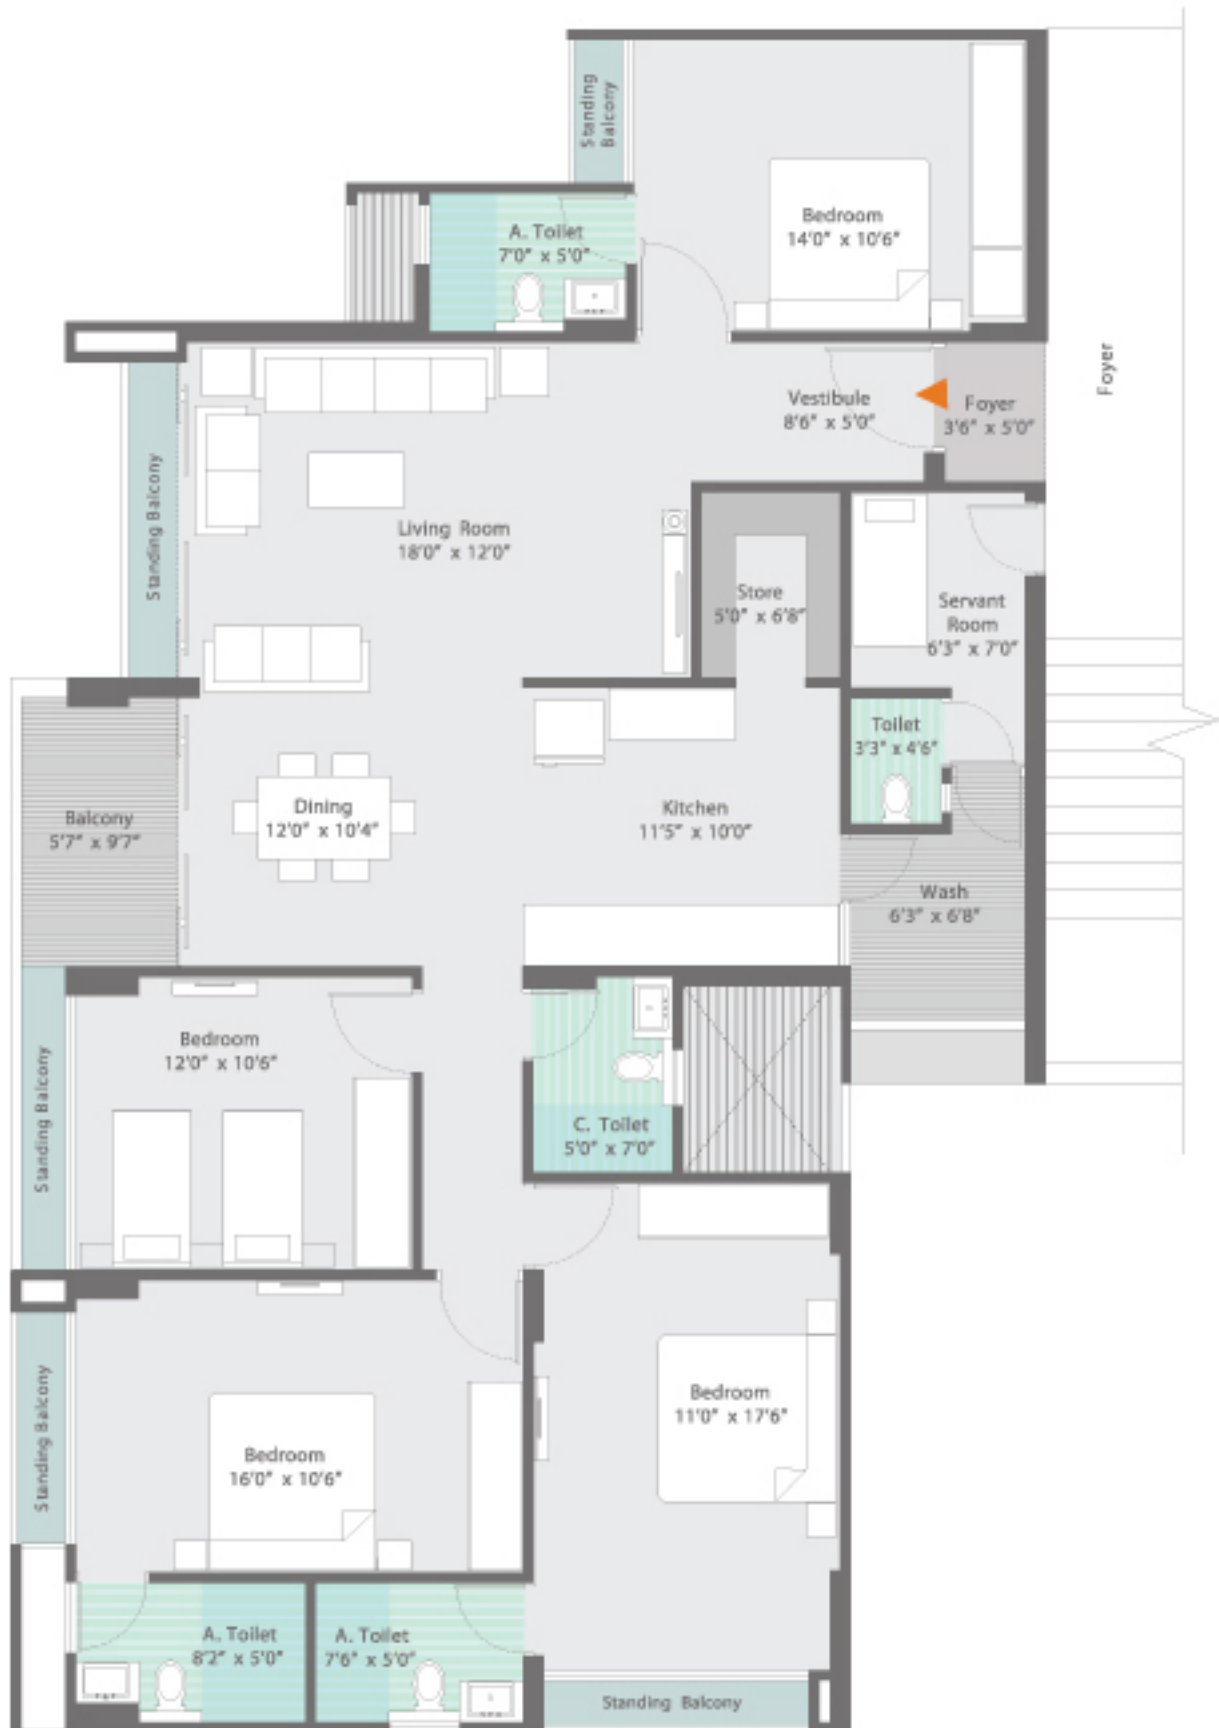 Standing
Balcony
Bedroom
14'0" x 10'6"
A. Toilet
7'0" x 5'0"
Foyer
Vestibule
8'6" x 5'0"
Foyer
3'6" x 5'0"
Standing Balcony
Living Room
18'0" x 12'0"
Store
5'0" x 6'8"
Servant
Room
6'3" x 7'0"
Toilet
3'3" x 4'6"
Balcony
5'7" x 9'7"
Dining
12'0" x 10'4"
Kitchen
11'5" x 10'0"
Wash
6'3" x 6'8"
Standing Balcony
Bedroom
12'0" x 10'6"
C. Toilet
5'0" x 7'0"
Standing Balcony
Bedroom
16'0" x 10'6"
Bedroom
11'0" x 17'6"
A. Toilet
8'2" x 5'0"
A. Toilet
7'6" x 5'0"
Standing Balcony